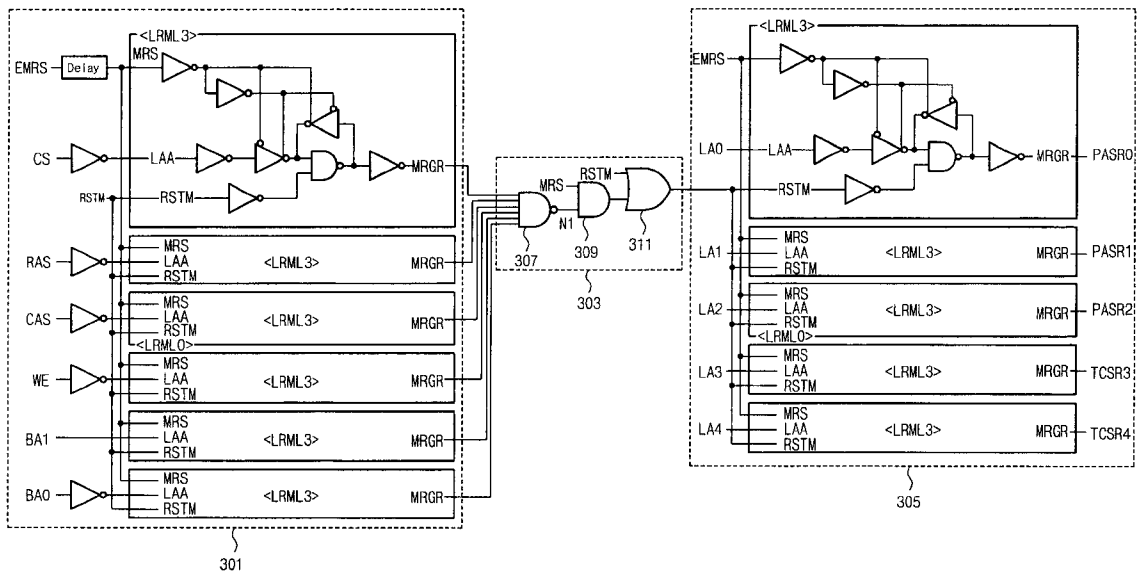 <LRML3>
MRS
EMRS
Delay
CS
LAA
MRGR
RSTM
RSTM
RAS
MRS
LAA
RSTM
<LRML3>
MRGR
CAS
MRS
LAA
RSTM
<LRML3>
MRGR
<LRML0>
WE
MRS
LAA
RSTM
<LRML3>
MRGR
BA1
MRS
LAA
RSTM
<LRML3>
MRGR
BA0
MRS
LAA
RSTM
<LRML3>
MRGR
301
RSTM
MRS
N1
307
309
311
303
<LRML3>
EMRS
LA0
LAA
RSTM
MRGR
PASR0
LA1
MRS
LAA
RSTM
<LRML3>
MRGR
PASR1
LA2
MRS
LAA
RSTM
<LRML3>
MRGR
PASR2
<LRML0>
LA3
MRS
LAA
RSTM
<LRML3>
MRGR
TCSR3
LA4
MRS
LAA
RSTM
<LRML3>
MRGR
TCSR4
305